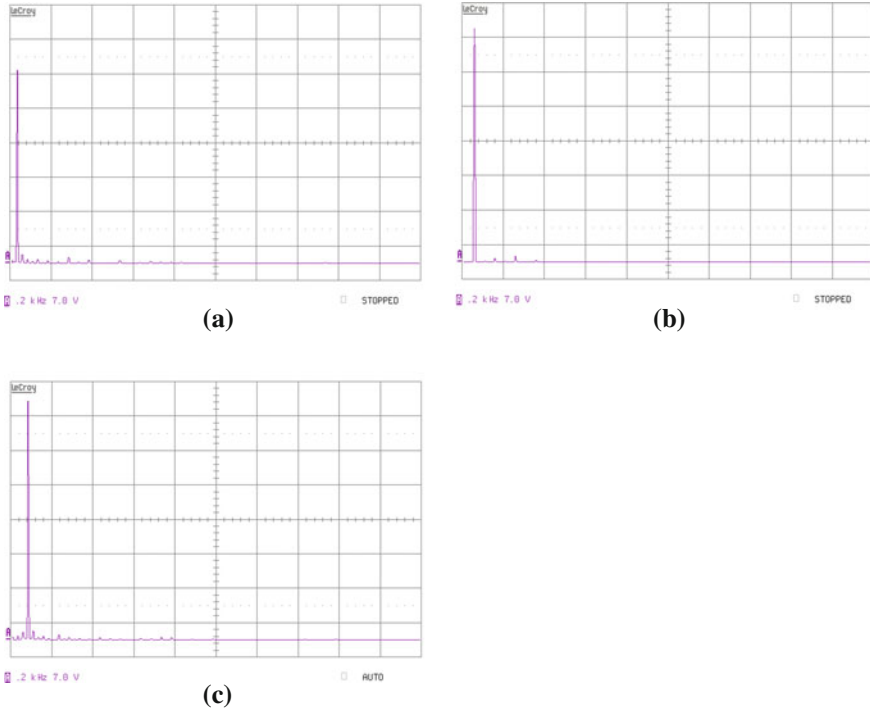 LeCroy
A
A .2 kHz 7.0 V
STOPPED
(a)
LeCroy
A
A .2 kHz 7.0 V
STOPPED
(b)
LeCroy
A
A .2 kHz 7.0 V
AUTO
(c)